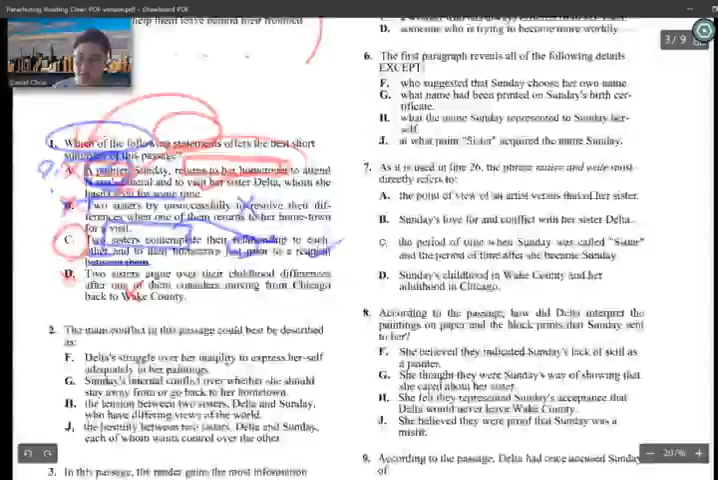 Parachuting Reading Clean PDF version.pdf - Drawboard PDF
help them leave behind their
Daniel Choe
1. Which of the following statements offers the best short
summary of this passage?
A. A painter, Sunday, returns to her hometown to attend
funeral and to visit her sister Delta, whom she
hasn't seen for some time.
B. Two sisters try unsuccessfully to resolve their dif-
ferences when one of them returns to her home-town
for a visit.
C. Two sisters contemplate their relationship to each
other and to their hometown just prior to a reunion
between them.
D. Two sisters argue over their childhood differences
after one of them considers moving from Chicago
back to Wake County.
2. The main conflict in this passage could best be described
as:
F. Delta's struggle over her inability to express her-self
adequately in her paintings.
G. Sunday's internal conflict over whether she should
stay away from or go back to her hometown.
H. the tension between two sisters, Delta and Sunday,
who have differing views of the world.
J. the hostility between two sisters, Delta and Sunday,
each of whom wants control over the other
3. In this passage, the reader gains the most information
D. someone who is trying to become more worldly
3 / 9
6. The first paragraph reveals all of the following details
EXCEPT
F. who suggested that Sunday choose her own name
G. what name had been printed on Sunday's birth cer-
tificate.
H. what the name Sunday represented to Sunday her-
self
J. at what point "Sister" acquired the name Sunday.
7. As it is used in line 26, the phrase
directly refers to:
A. the point of view of an artist versus that of her sister.
B. Sunday's love for and conflict with her sister Delta.
C. the period of time when Sunday was called "Sister"
and the period of time after she became Sunday
D. Sunday's childhood in Wake County and her
adulthood in Chicago.
8. According to the passage, how did Delta interpret the
paintings on paper and the block prints that Sunday sent
to her?
F. She believed they indicated Sunday's lack of skill as
a painter.
G. She thought they were Sunday's way of showing that
she cared about her sister
H. She felt they represented Sunday's acceptance that
Delta would never leave Wake County.
J. She believed they were proof that Sunday was a
misfit.
207%
9. According to the passage, Delta had once accused Sunday
of